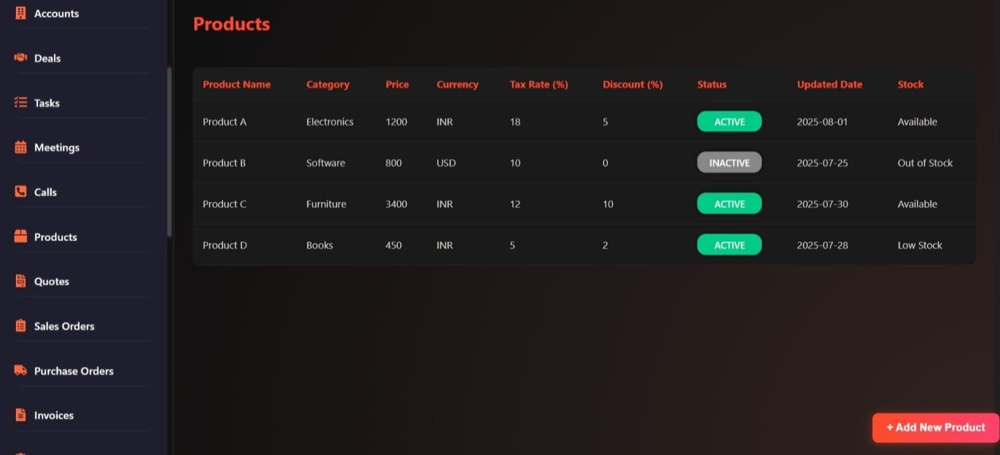 Accounts
Deals
Tasks
Meetings
Calls
Products
Quotes
Sales Orders
Purchase Orders
Invoices
Products
Product Name Category Price Currency Tax Rate (%) Discount (%) Status Updated Date Stock
Product A Electronics 1200 INR 18 5 ACTIVE 2025-08-01 Available
Product B Software 800 USD 10 0 INACTIVE 2025-07-25 Out of Stock
Product C Furniture 3400 INR 12 10 ACTIVE 2025-07-30 Available
Product D Books 450 INR 5 2 ACTIVE 2025-07-28 Low Stock
+ Add New Product